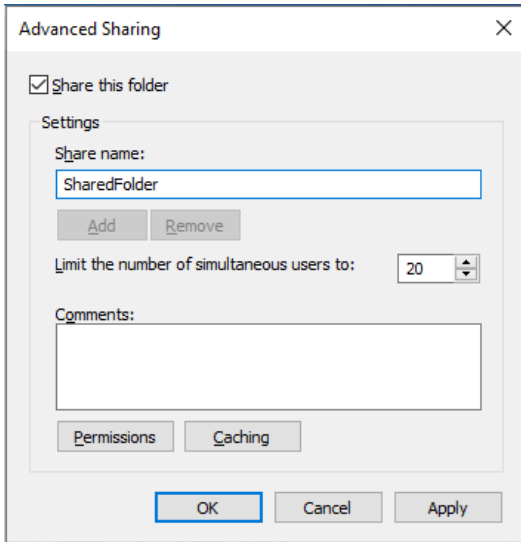 Advanced Sharing
Share this folder
Settings
Share name:
SharedFolder
Add Remove
Limit the number of simultaneous users to: 20
Comments:
Permissions Caching
OK Cancel Apply